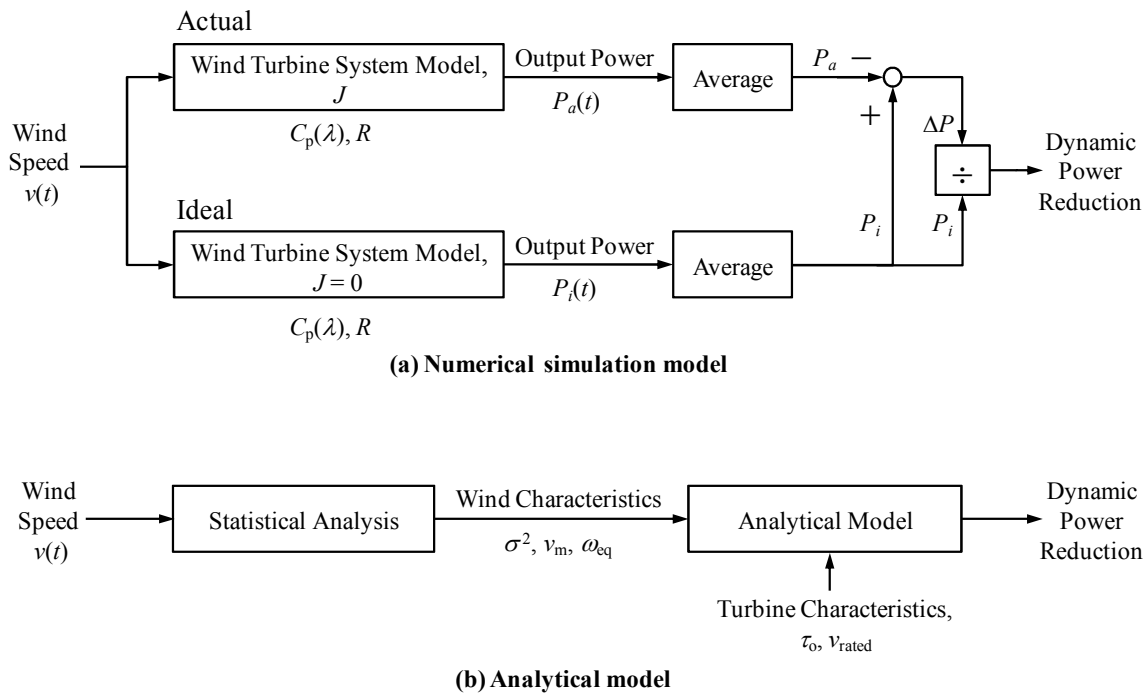 Actual
Wind Turbine System Model,
J
C_p(λ), R
Output Power
P_a(t)
Average
P_a
−
+
ΔP
÷
Dynamic
Power
Reduction
Wind
Speed
v(t)
Ideal
Wind Turbine System Model,
J = 0
C_p(λ), R
Output Power
P_i(t)
Average
P_i
P_i
(a) Numerical simulation model
Wind
Speed
v(t)
Statistical Analysis
Wind Characteristics
σ², v_m, ω_eq
Analytical Model
Dynamic
Power
Reduction
Turbine Characteristics,
τ_o, v_rated
(b) Analytical model